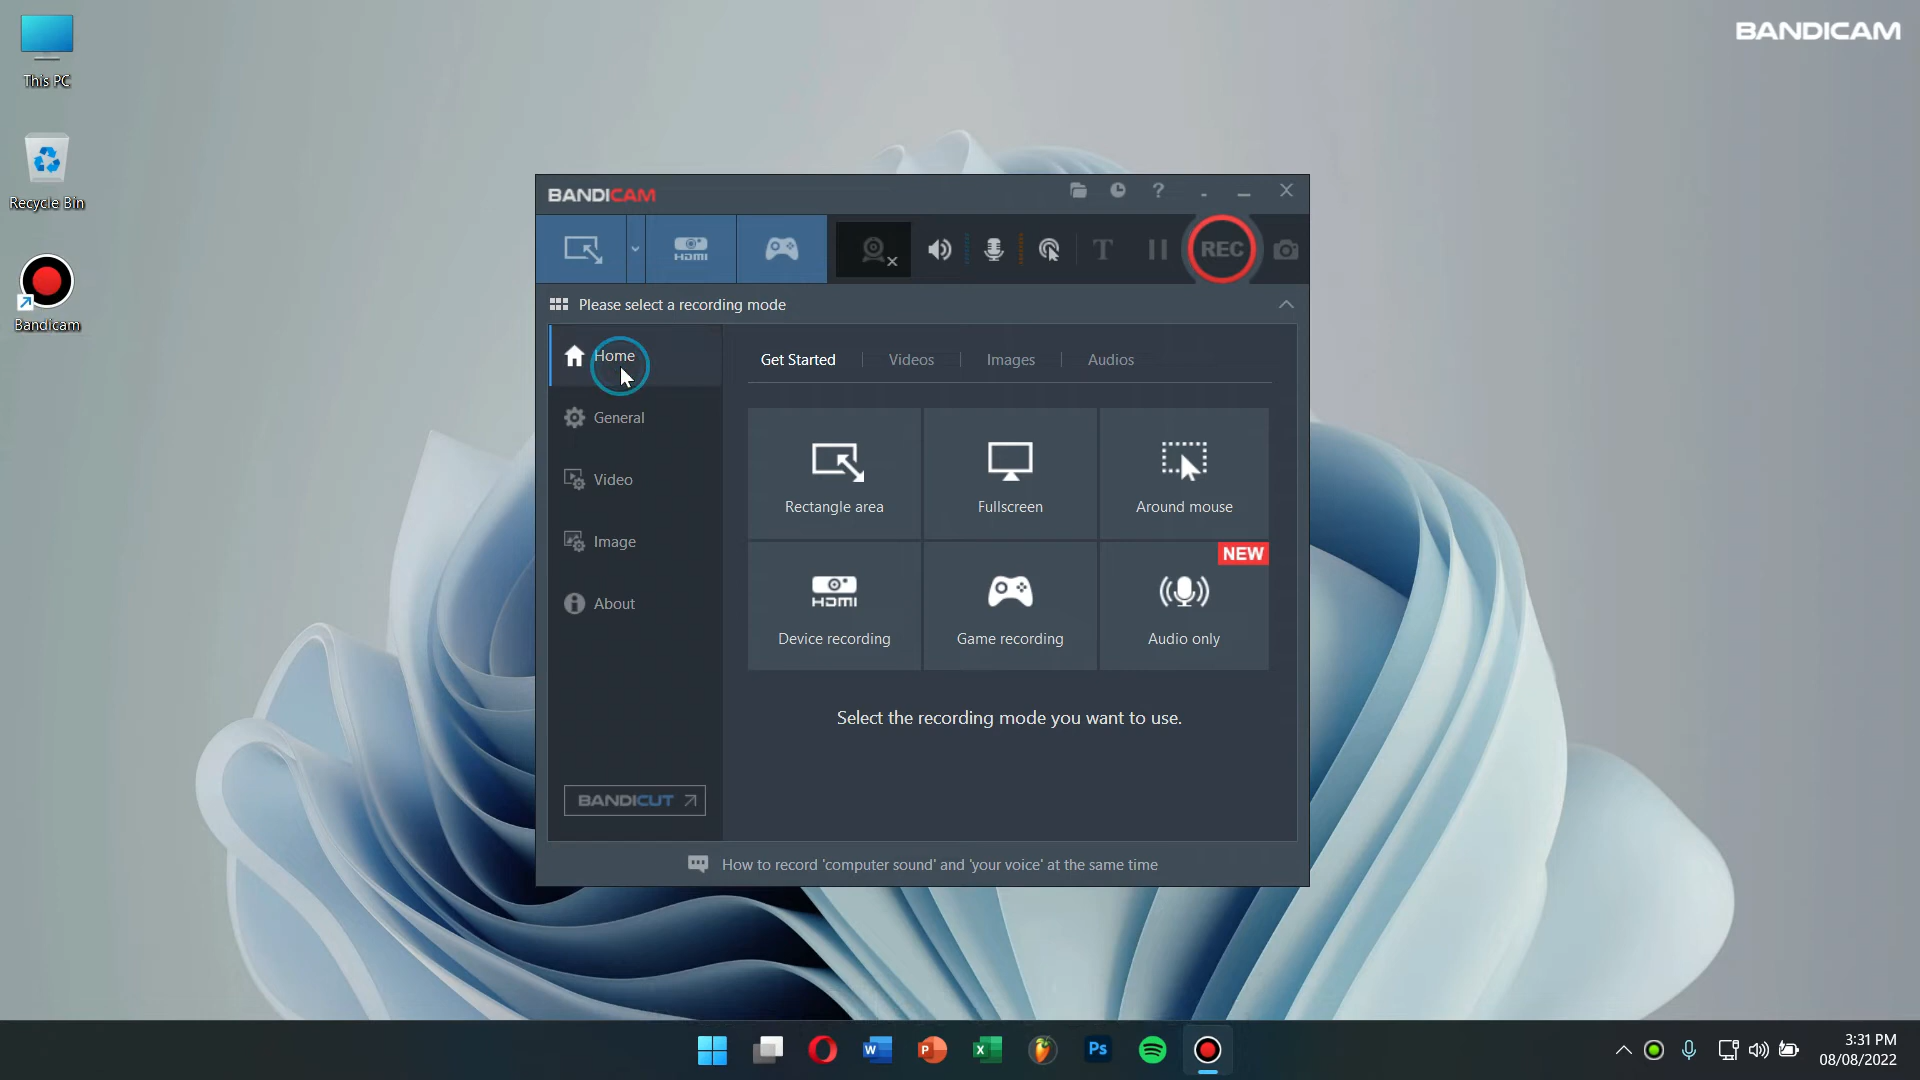 This PC
Recycle Bin
Bandicam
BANDICAM
BANDICAM
?
HDMI
T
REC
Please select a recording mode
Home
General
Video
Image
About
BANDICUT
Get Started
Videos
Images
Audios
Rectangle area
Fullscreen
Around mouse
HDMI
Device recording
Game recording
NEW
Audio only
Select the recording mode you want to use.
How to record 'computer sound' and 'your voice' at the same time
W
P
X
Ps
3:31 PM
08/08/2022